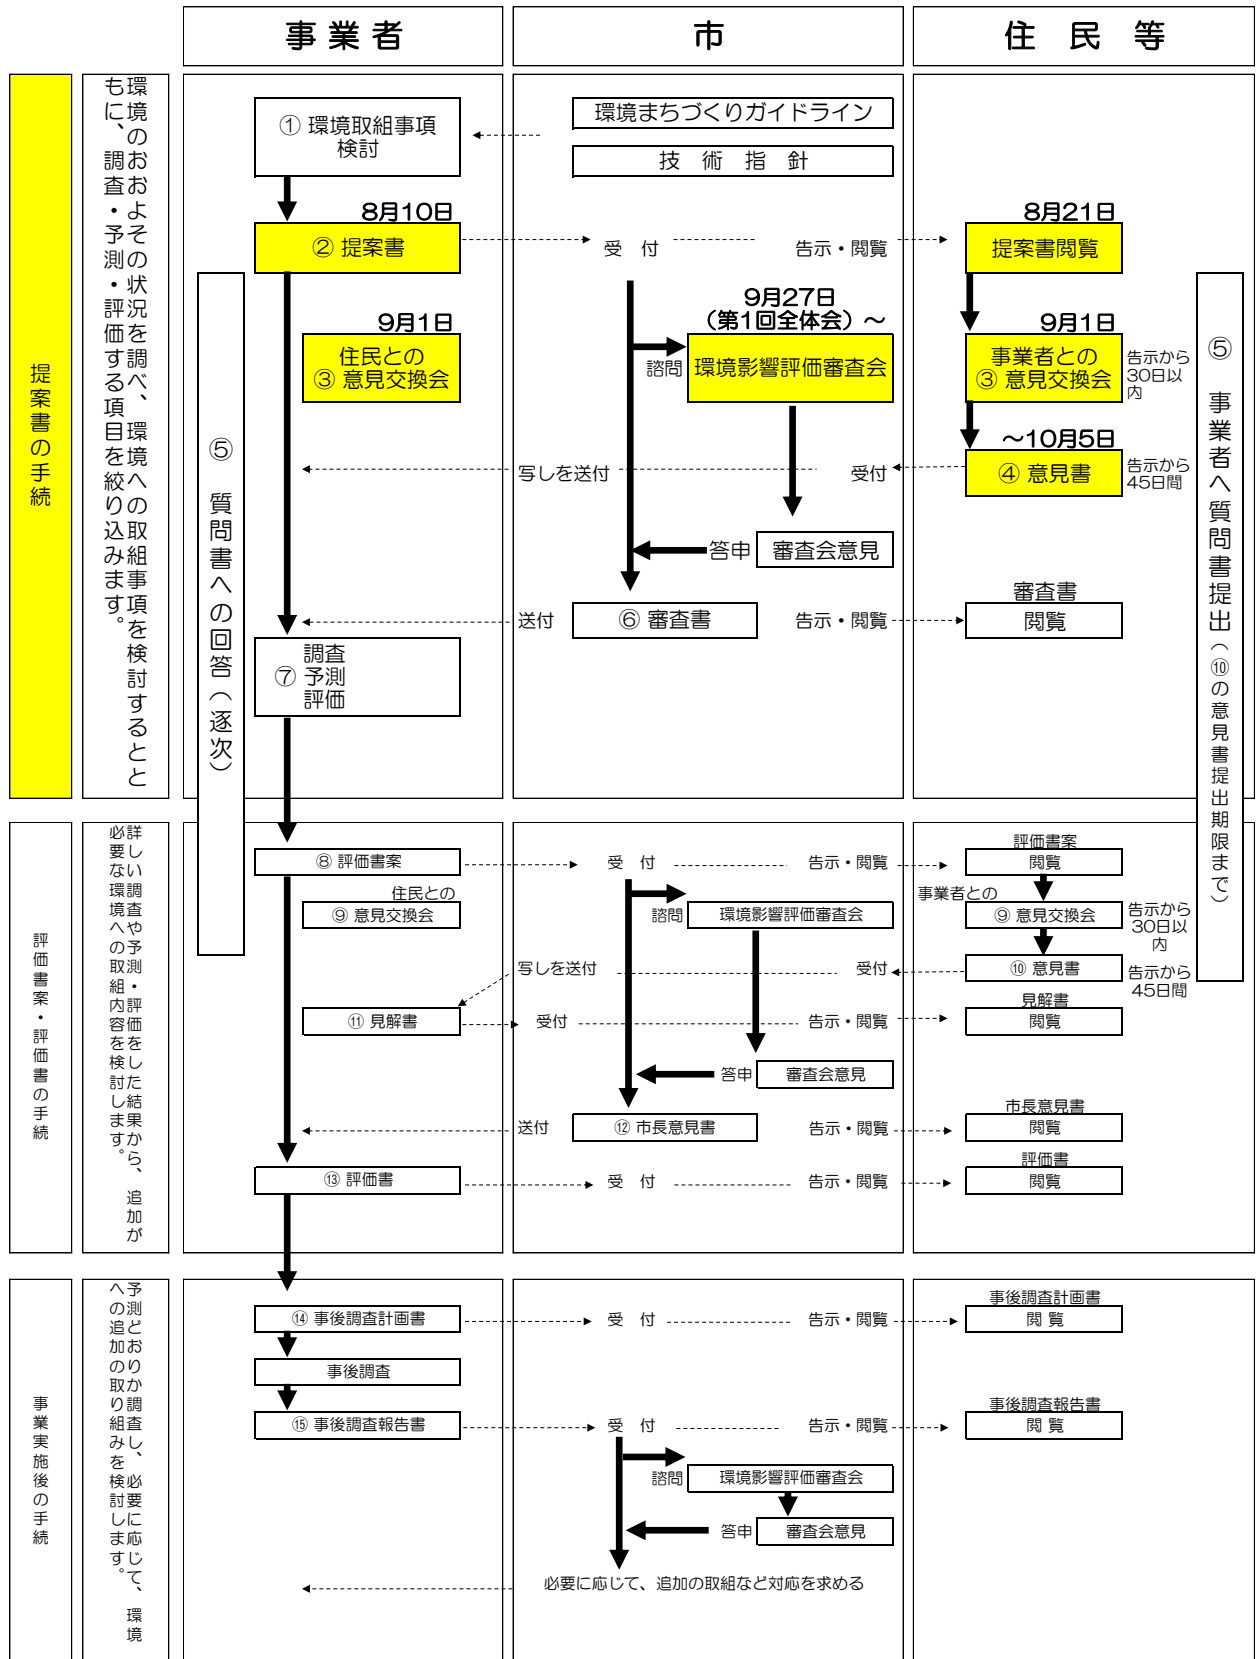 事業者
市
住民等
提案書の手続
環境のおおよその状況を調べ、環境への取組事項を検討するとと
もに、調査・予測・評価する項目を絞り込みます。
① 環境取組事項
検討
環境まちづくりガイドライン
技術指針
8月10日
② 提案書
受付
告示・閲覧
8月21日
提案書閲覧
⑤ 質問書への回答（逐次）
9月1日
住民との
③ 意見交換会
9月27日
（第1回全体会）～
諮問
環境影響評価審査会
9月1日
事業者との
③ 意見交換会
告示から
30日以
内
⑤ 事業者へ質問書提出（⑩の意見書提出期限まで）
写しを送付
受付
～10月5日
④ 意見書
告示から
45日間
答申
審査会意見
送付
⑥ 審査書
告示・閲覧
審査書
閲覧
⑦
調査
予測
評価
評価書案・評価書の手続
詳しい調査や予測・評価をした結果から、追加が
必要な環境への取組内容を検討します。
⑧ 評価書案
受付
告示・閲覧
評価書案
閲覧
住民との
⑨ 意見交換会
諮問
環境影響評価審査会
事業者との
⑨ 意見交換会
告示から
30日以
内
写しを送付
受付
⑩ 意見書
告示から
45日間
⑪ 見解書
受付
告示・閲覧
見解書
閲覧
答申
審査会意見
送付
⑫ 市長意見書
告示・閲覧
市長意見書
閲覧
⑬ 評価書
受付
告示・閲覧
評価書
閲覧
事業実施後の手続
予測どおりか調査し、必要に応じて、環境
への追加の取り組みを検討します。
⑭ 事後調査計画書
受付
告示・閲覧
事後調査計画書
閲覧
事後調査
⑮ 事後調査報告書
受付
告示・閲覧
事後調査報告書
閲覧
諮問
環境影響評価審査会
答申
審査会意見
必要に応じて、追加の取組など対応を求める